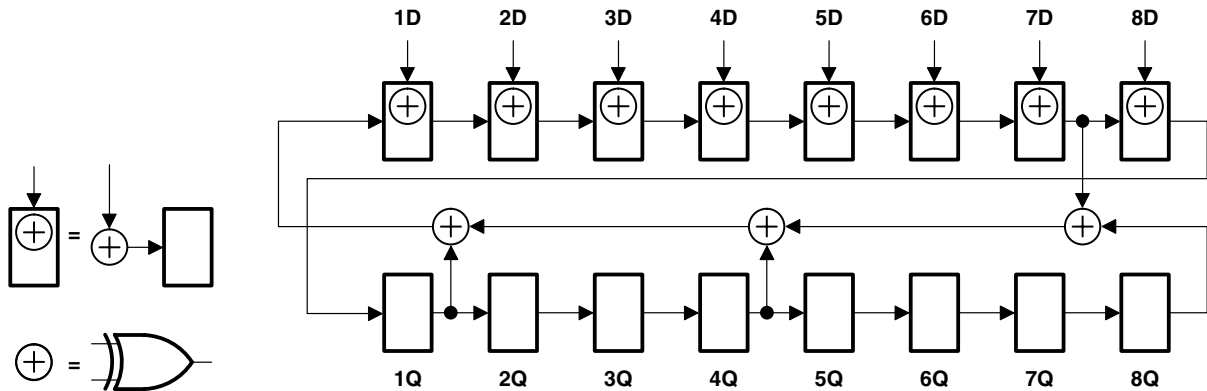 1D 2D 3D 4D 5D 6D 7D 8D
=
=
1Q 2Q 3Q 4Q 5Q 6Q 7Q 8Q